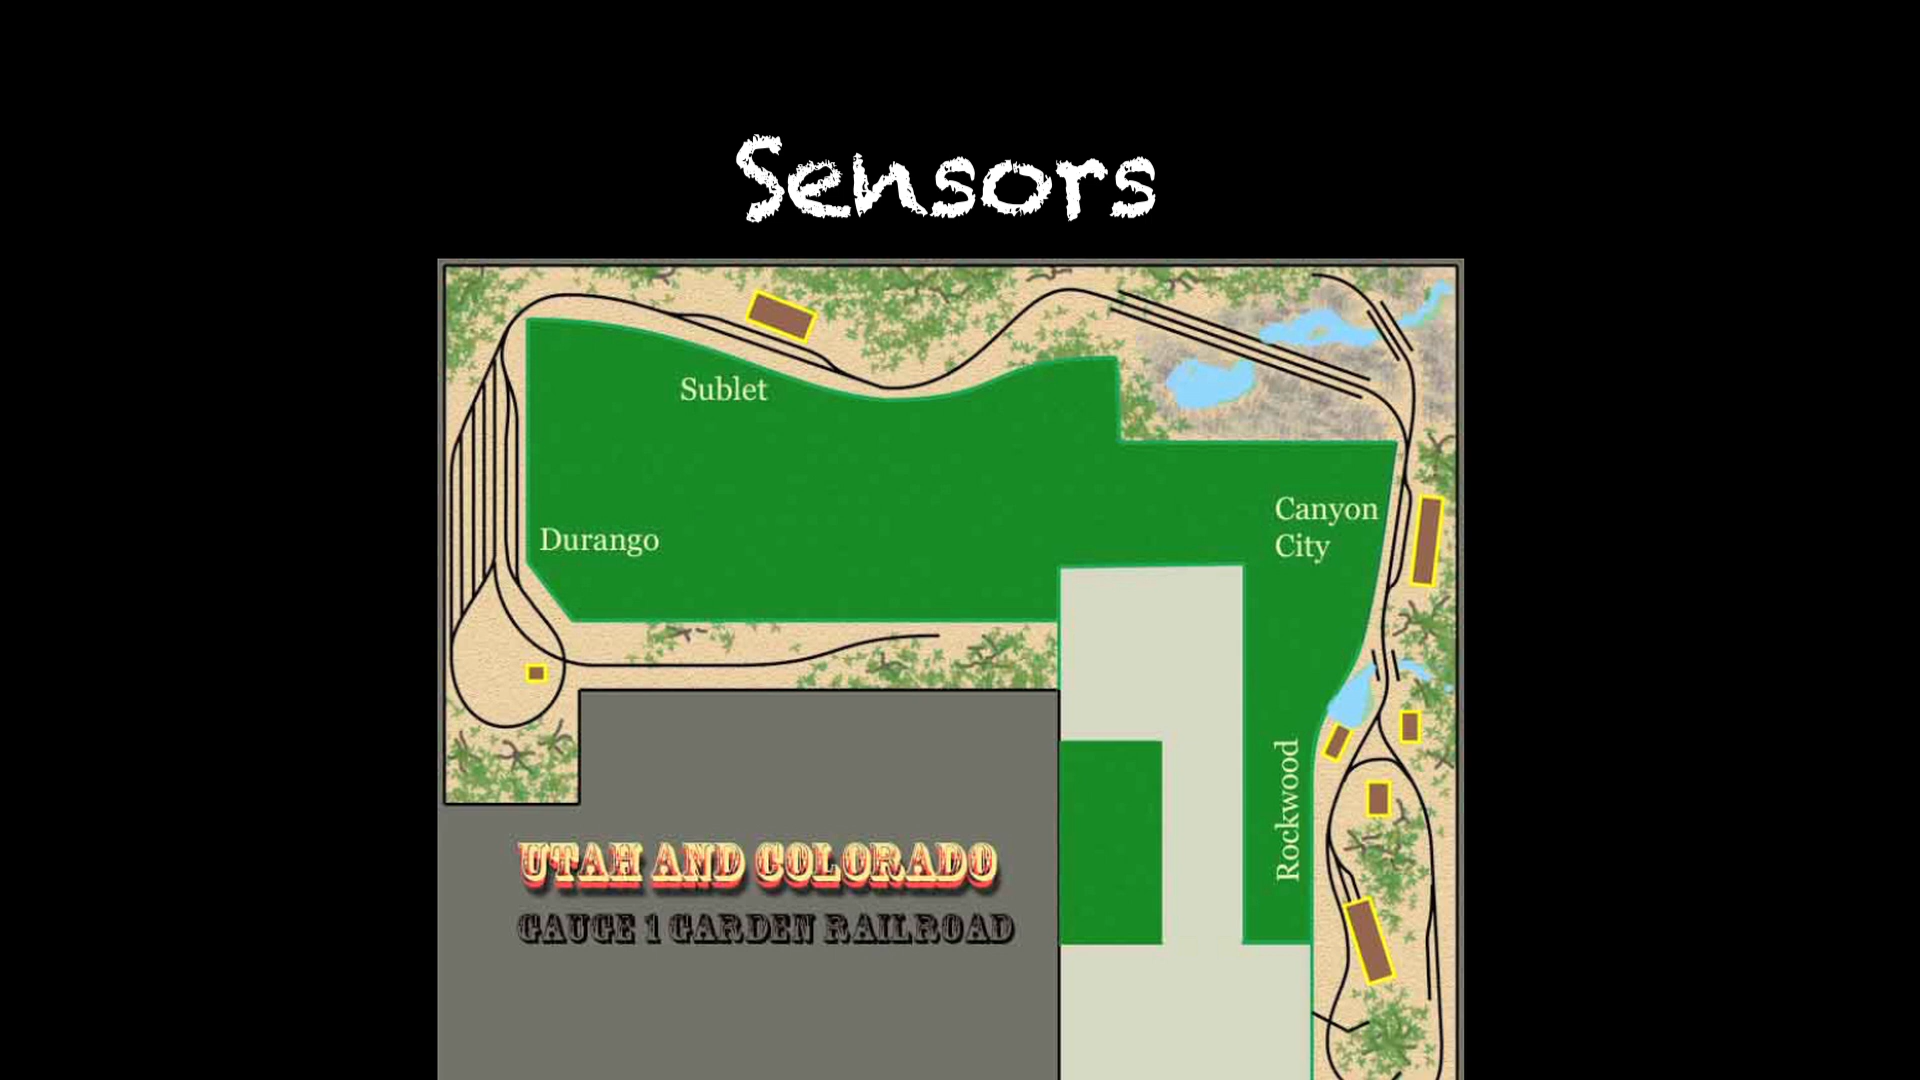 Sensors
Sublet
Canyon
City
Durango
Rockwood
UTAH AND COLORADO
GAUGE 1 GARDEN RAILROAD